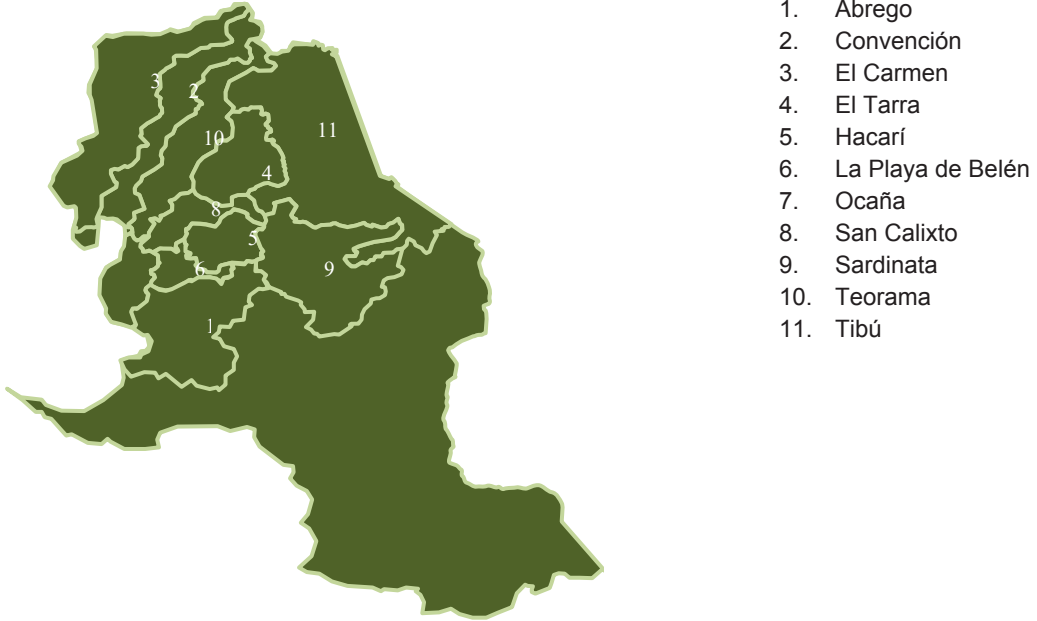 1. Abrego
2. Convención
3. El Carmen
4. El Tarra
5. Hacarí
6. La Playa de Belén
7. Ocaña
8. San Calixto
9. Sardinata
10. Teorama
11. Tibú
3
2
10
11
4
8
5
6
9
1